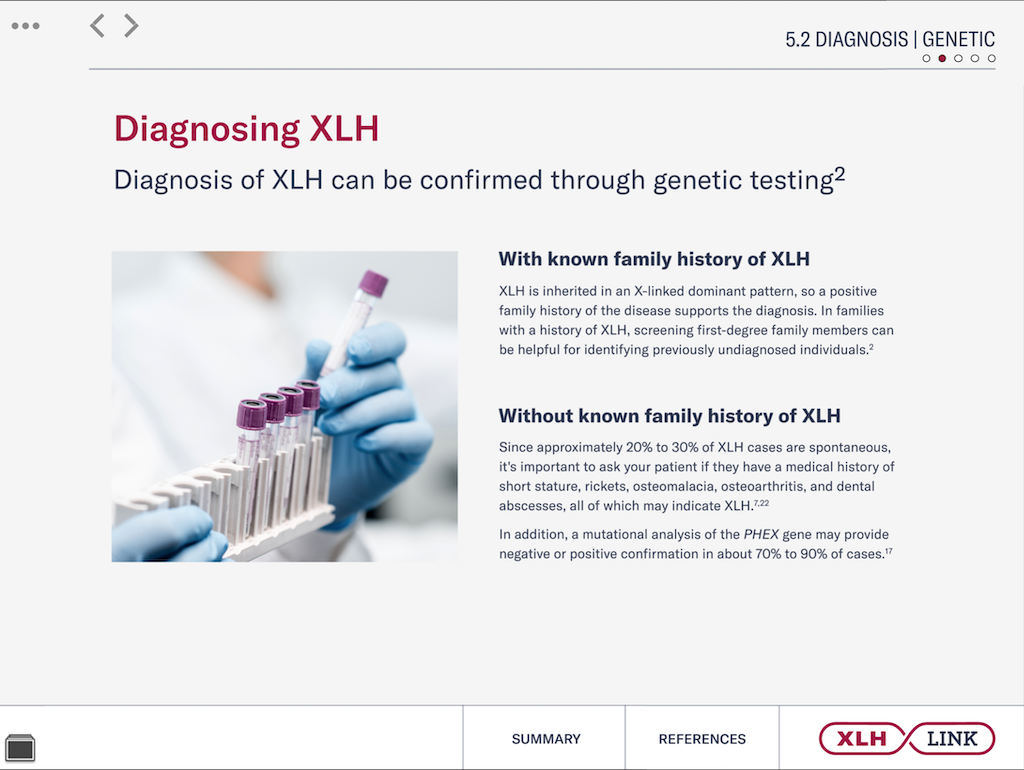 5.2 DIAGNOSIS | GENETIC
Diagnosing XLH
Diagnosis of XLH can be confirmed through genetic testing2
With known family history of XLH
XLH is inherited in an X-linked dominant pattern, so a positive
family history of the disease supports the diagnosis. In families
with a history of XLH, screening first-degree family members can
be helpful for identifying previously undiagnosed individuals.2
Without known family history of XLH
Since approximately 20% to 30% of XLH cases are spontaneous,
it's important to ask your patient if they have a medical history of
short stature, rickets, osteomalacia, osteoarthritis, and dental
abscesses, all of which may indicate XLH.7,22
In addition, a mutational analysis of the PHEX gene may provide
negative or positive confirmation in about 70% to 90% of cases.17
SUMMARY
REFERENCES
XLH LINK